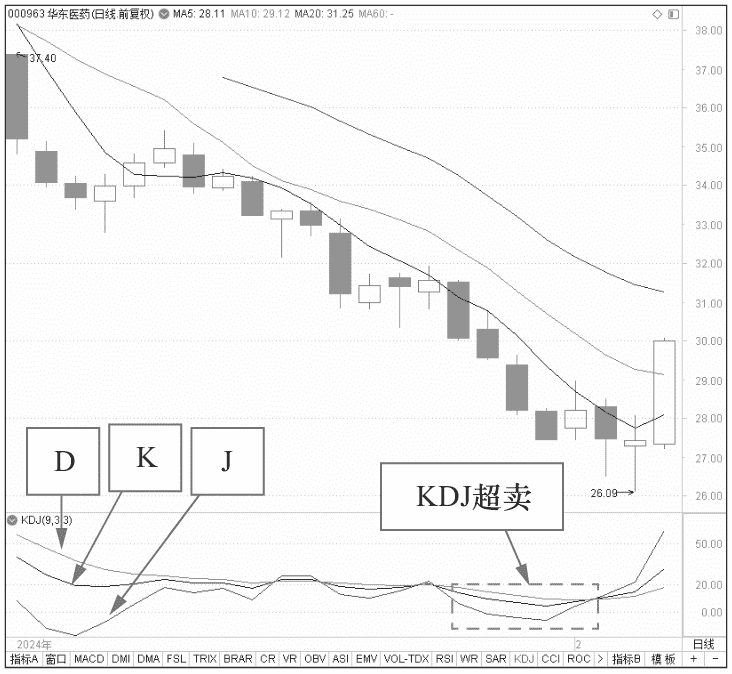 000963 华东医药(日线.前复权) MA5: 28.11 MA10: 29.12 MA20: 31.25 MA60: -
38.00
37.40
37.00
36.00
35.00
34.00
33.00
32.00
31.00
30.00
29.00
28.00
27.00
26.09
26.00
D
K
J
KDJ超卖
KDJ(9,3,3)
50.00
20.00
0.00
2024年
2
日线
指标A 窗口 MACD DMI DMA FSL TRIX BRAR CR VR OBV ASI EMV VOL-TDX RSI WR SAR KDJ CCI ROC > 指标B 模板 + -